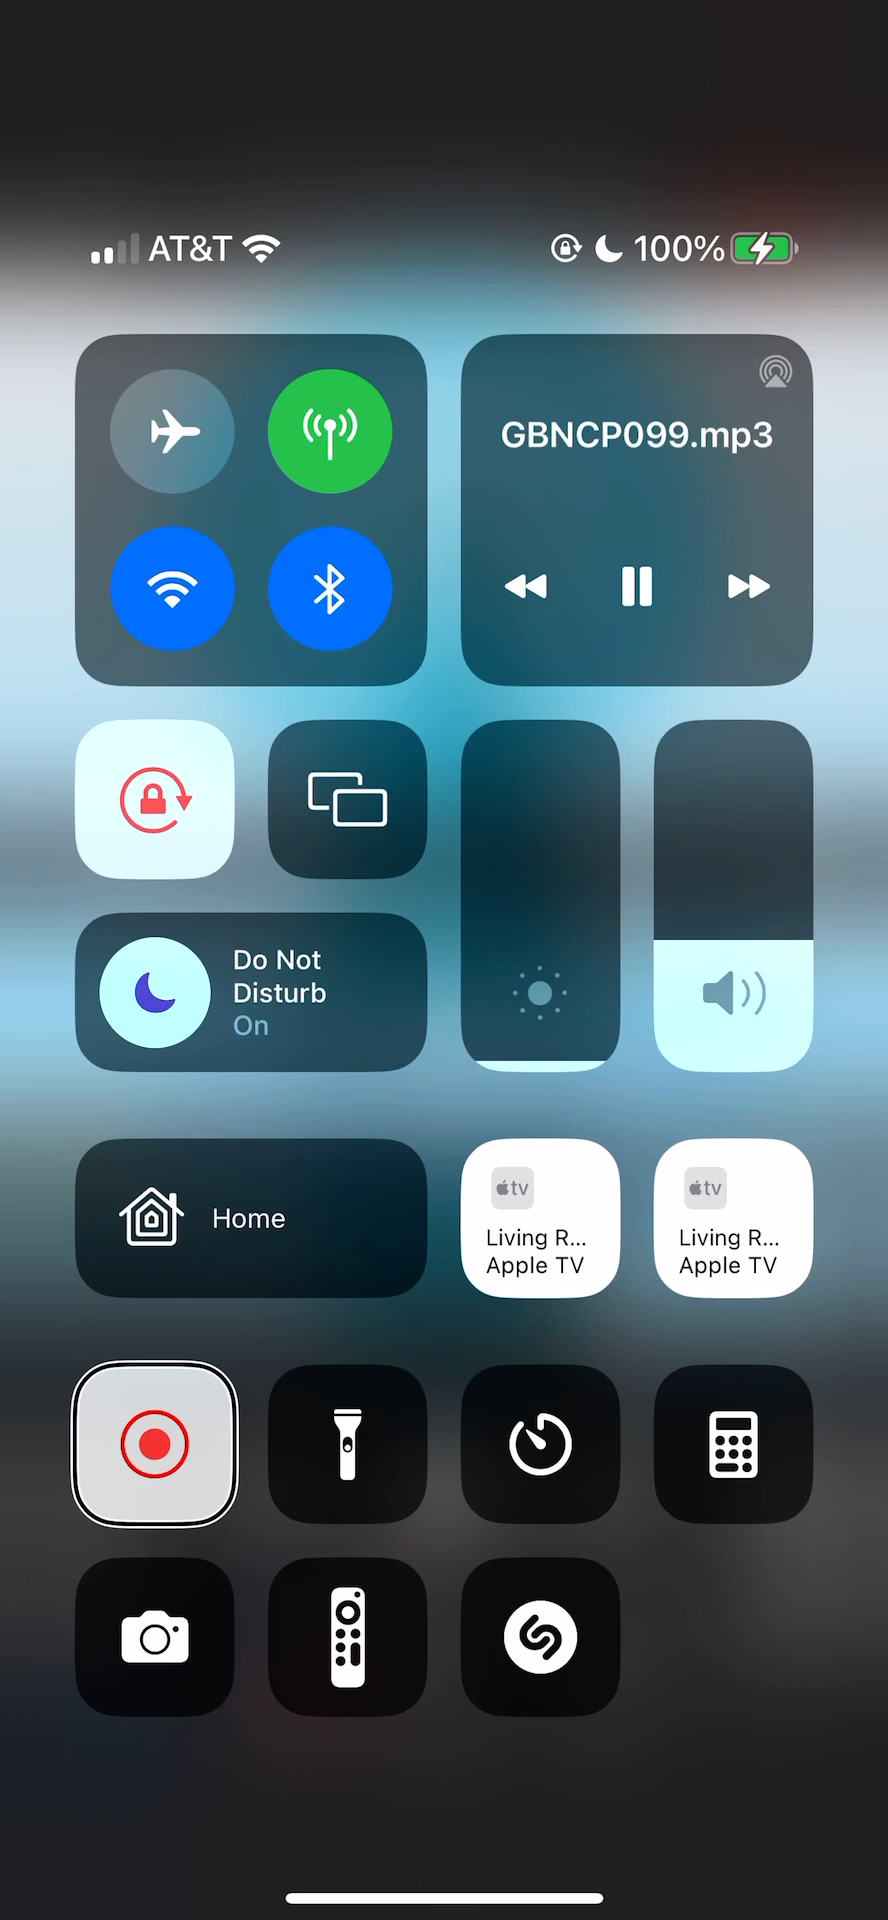 AT&T
100%
GBNCP099.mp3
Do Not
Disturb
On
Home
tv
Living R...
Apple TV
tv
Living R...
Apple TV